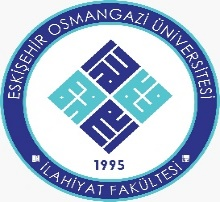 ESKİŞEHİR OSMANGAZİ ÜNİVERSİTESİ
1995
İLAHİYAT FAKÜLTESİ